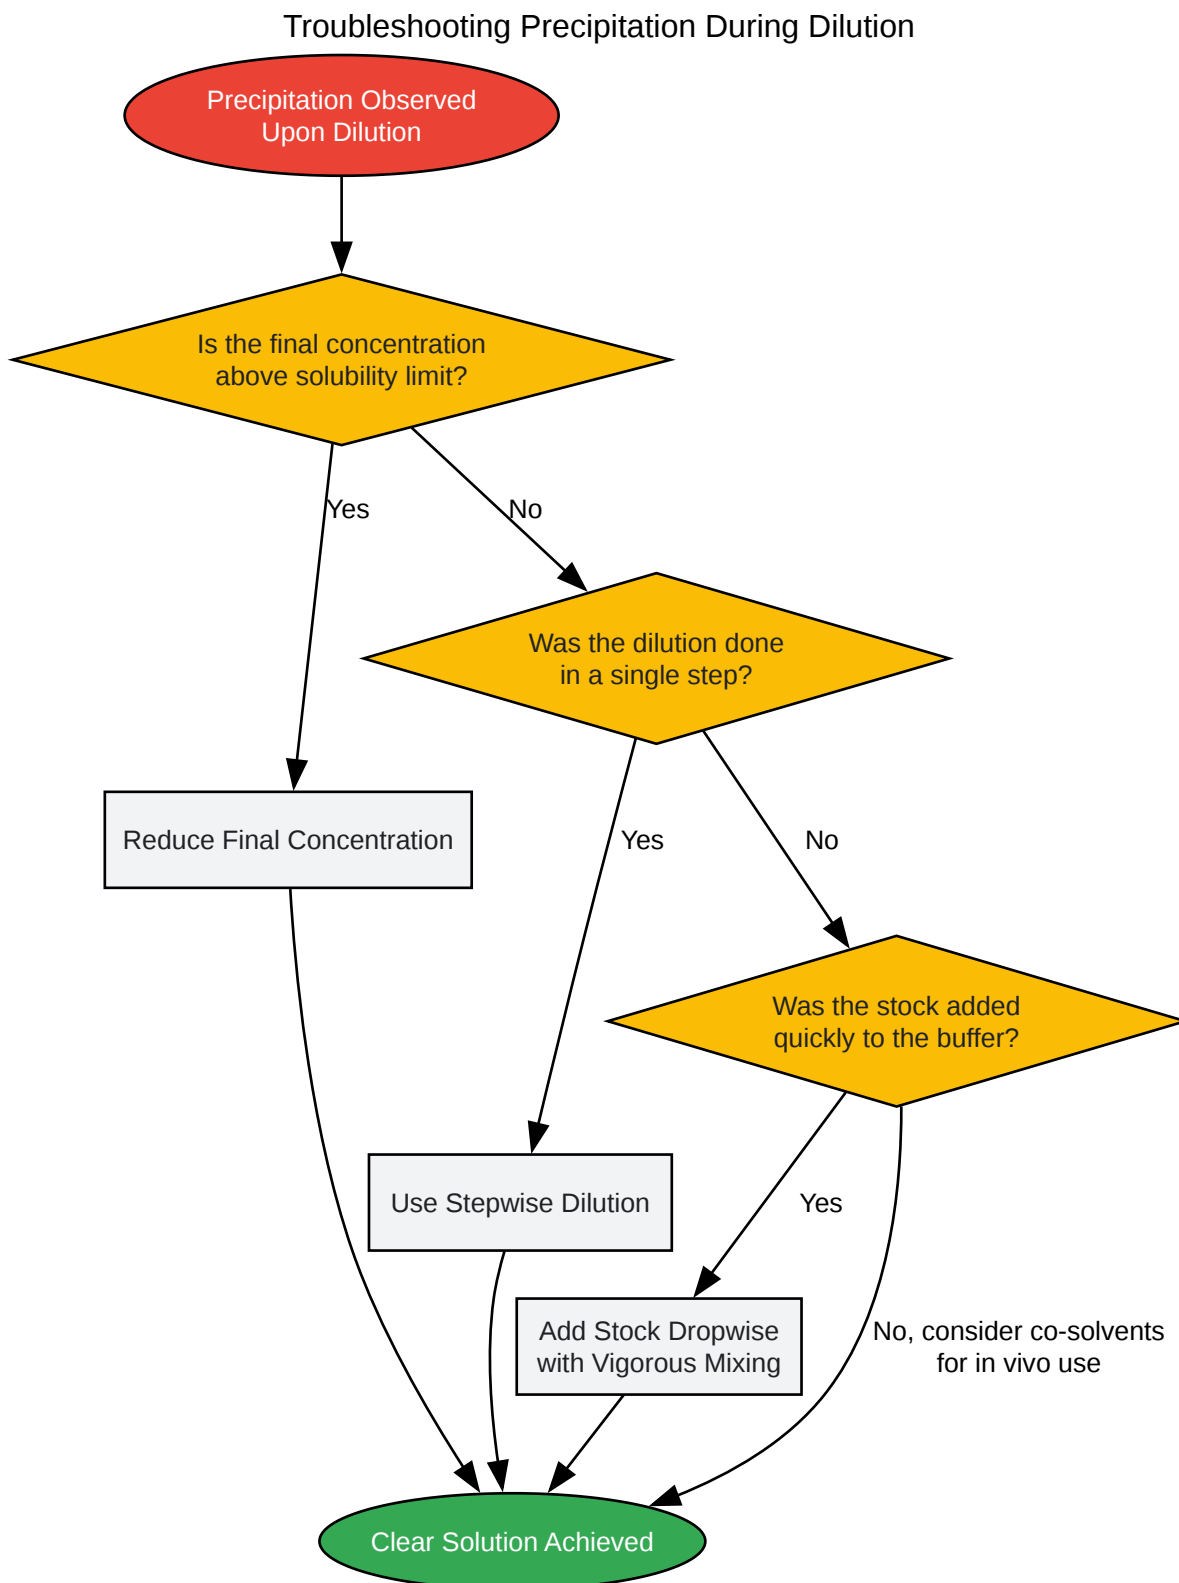 Troubleshooting Precipitation During Dilution
Precipitation Observed
Upon Dilution
Is the final concentration
above solubility limit?
Yes
No
Was the dilution done
in a single step?
Reduce Final Concentration
Yes
No
Was the stock added
quickly to the buffer?
Use Stepwise Dilution
Yes
Add Stock Dropwise
with Vigorous Mixing
No, consider co-solvents
for in vivo use
Clear Solution Achieved